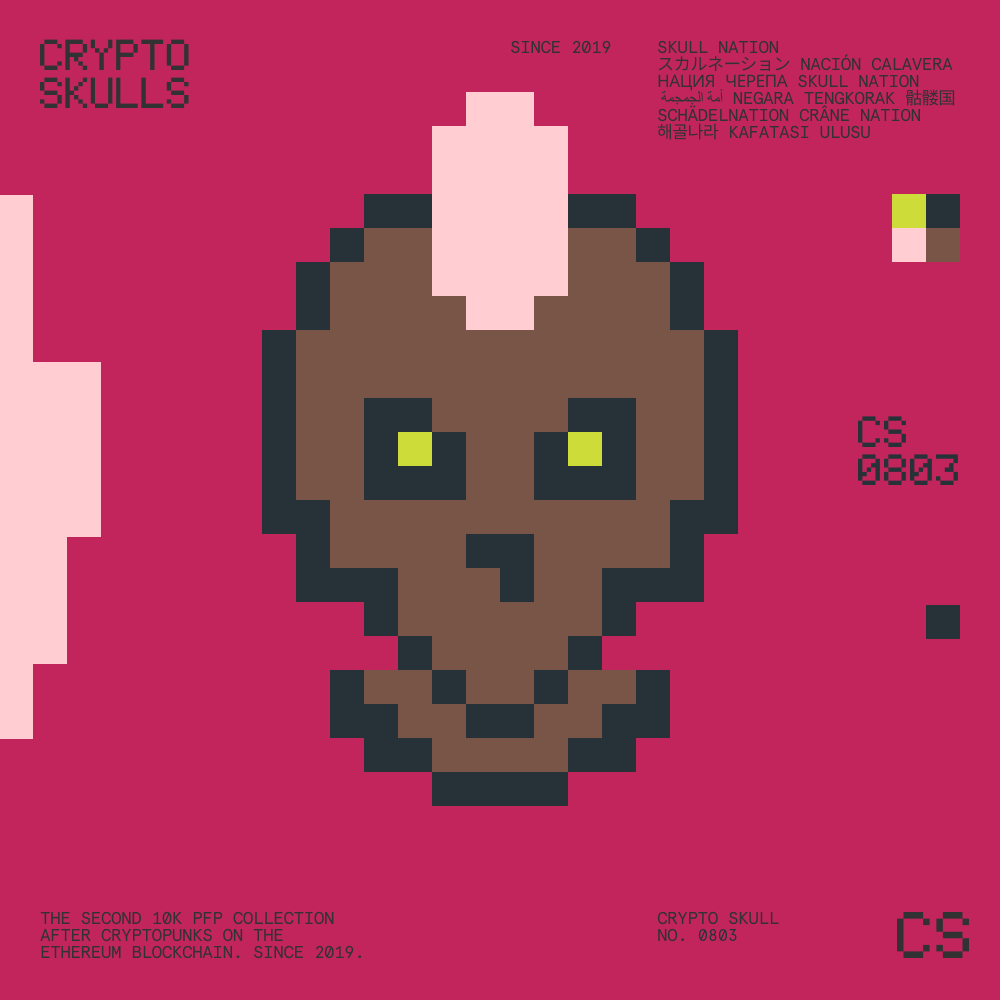 CRYPTO
SKULLS
SINCE 2019
SKULL NATION
スカルネーション NACIÓN CALAVERA
НАЦИЯ ЧЕРЕПА SKULL NATION
أمة الجمجمة NEGARA TENGKORAK 骷髅国
SCHÄDELNATION CRÂNE NATION
해골나라 KAFATASI ULUSU
CS
0803
THE SECOND 10K PFP COLLECTION
AFTER CRYPTOPUNKS ON THE
ETHEREUM BLOCKCHAIN. SINCE 2019.
CRYPTO SKULL
NO. 0803
CS